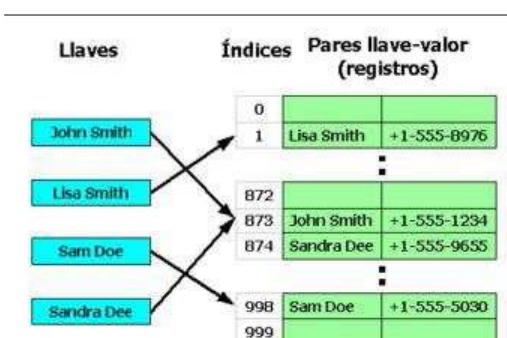 Llaves
Índices
Pares llave-valor
(registros)
John Smith
Lisa Smith
Sam Doe
Sandra Dee
0
1 Lisa Smith +1-555-8976
:
872
873 John Smith +1-555-1234
874 Sandra Dee +1-555-9655
:
998 Sam Doe +1-555-5030
999